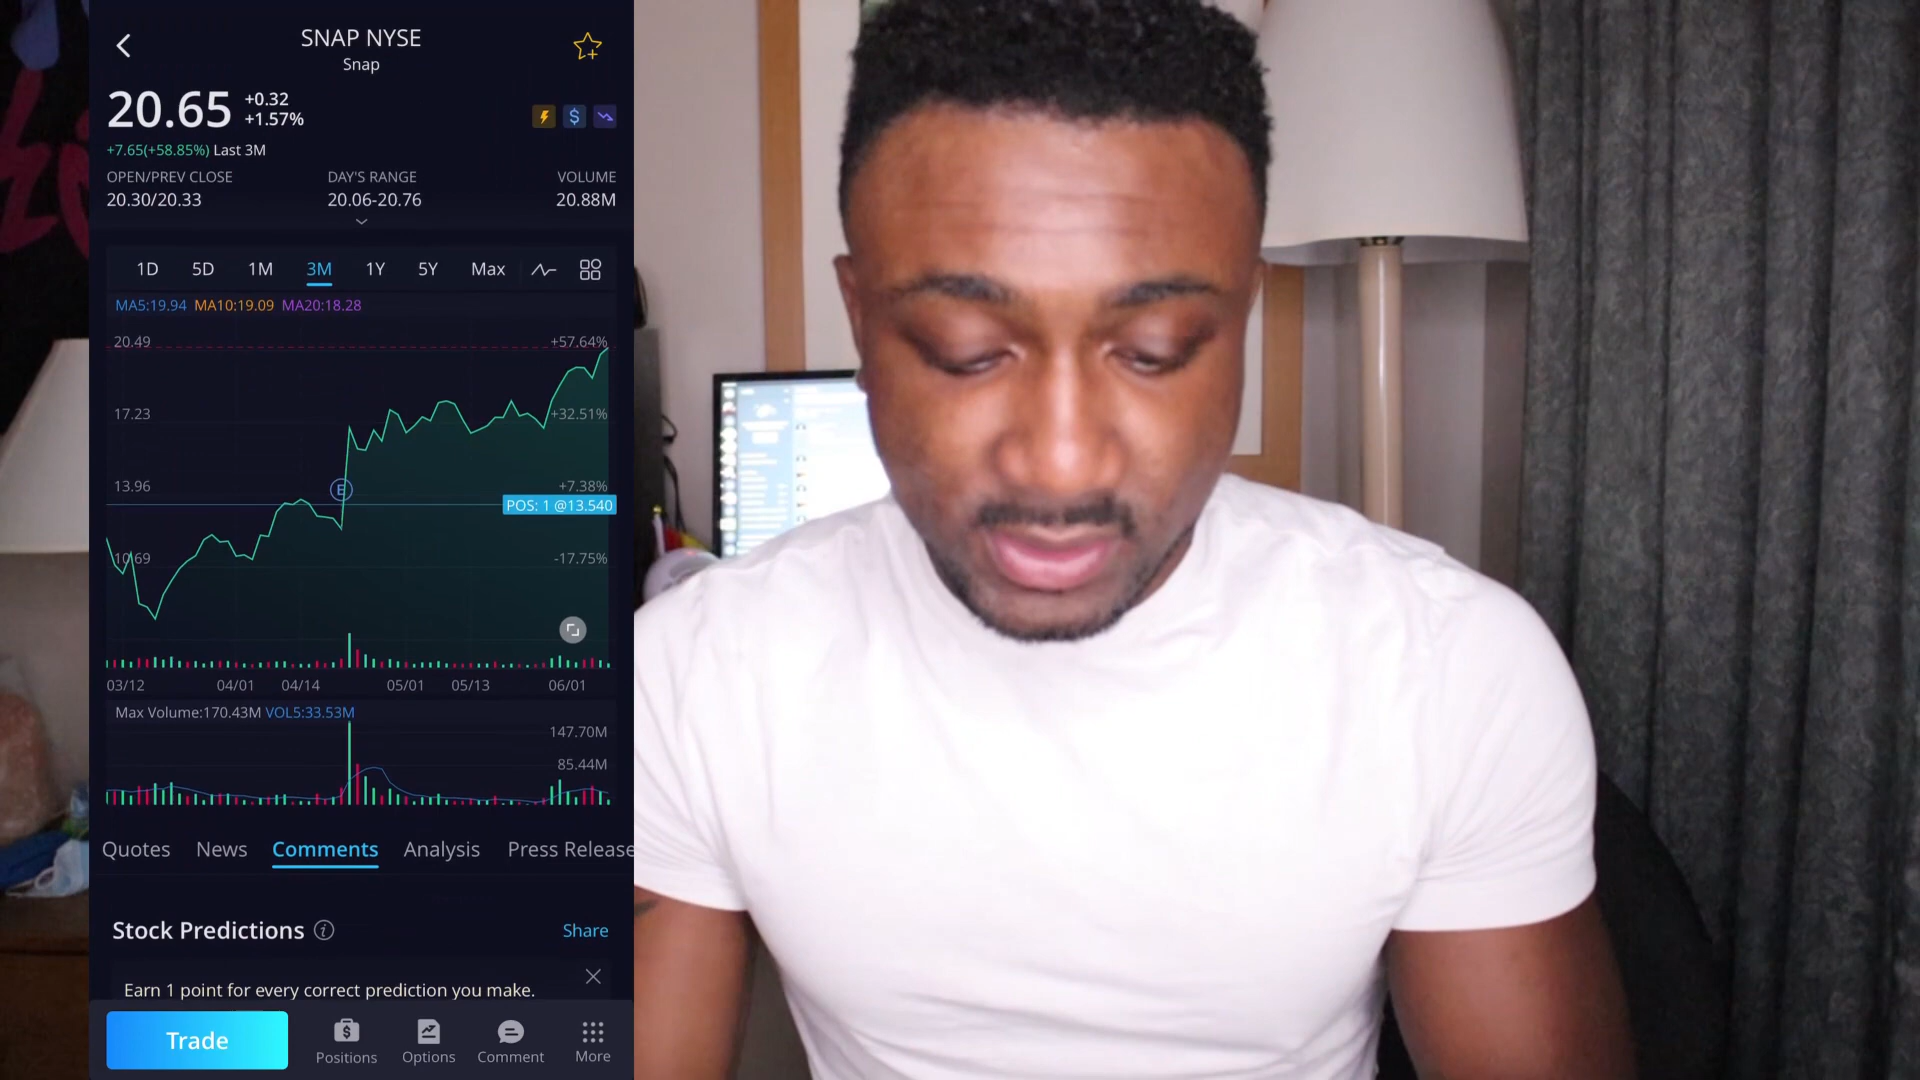 SNAP NYSE
Snap
20.65
+0.32
+1.57%
+7.65(+58.85%) Last 3M
OPEN/PREV CLOSE DAY'S RANGE VOLUME
20.30/20.33 20.06-20.76 20.88M
1D 5D 1M 3M 1Y 5Y Max
MA5:19.94 MA10:19.09 MA20:18.28
20.49 +57.64%
17.23 +32.51%
13.96 +7.38%
POS: 1 @13.540
10.69 -17.75%
03/12 04/01 04/14 05/01 05/13 06/01
Max Volume:170.43M VOL5:33.53M
147.70M
85.44M
Quotes News Comments Analysis Press Release
Stock Predictions Share
Earn 1 point for every correct prediction you make.
Trade Positions Options Comment More